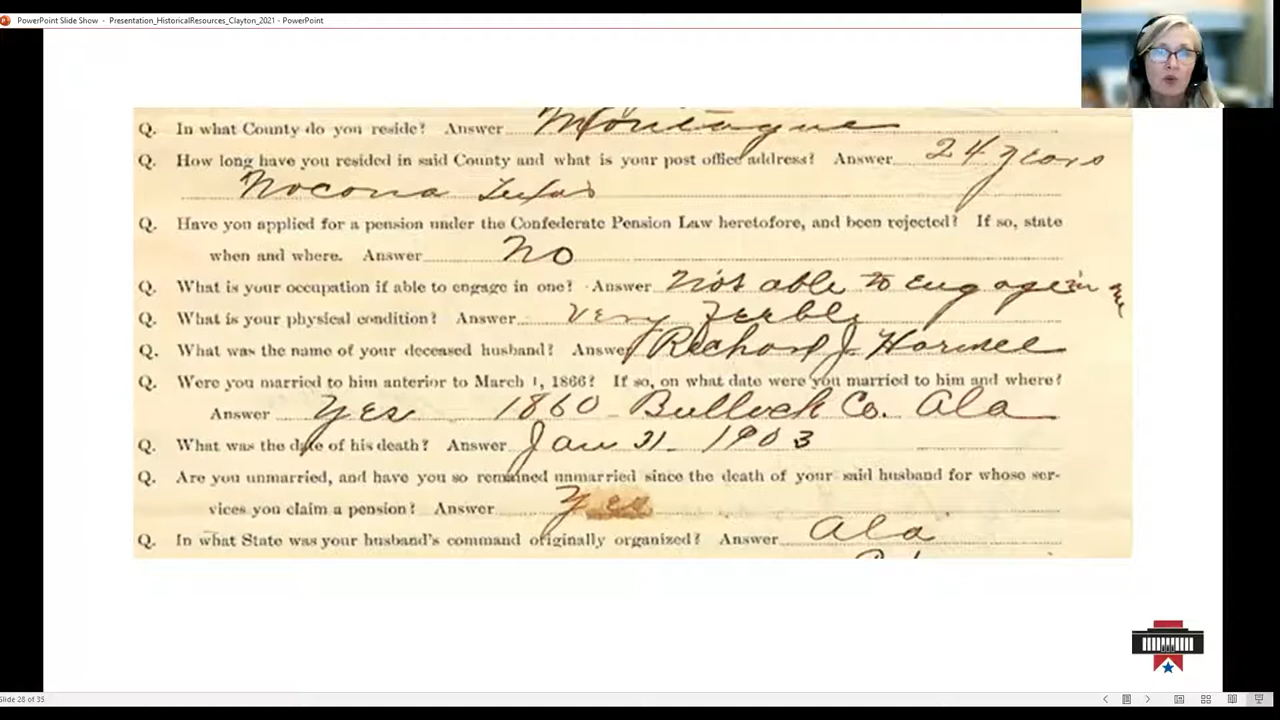 PowerPoint Slide Show - Presentation_HistoricalResources_Clayton_2021 - PowerPoint
Q. In what County do you reside? Answer Montague
Q. How long have you resided in said County and what is your post office address? Answer 24 years
Nocona Texas
Q. Have you applied for a pension under the Confederate Pension Law heretofore, and been rejected? If so, state
when and where. Answer No
Q. What is your occupation if able to engage in one? Answer Not able to engage in
Q. What is your physical condition? Answer Very Feeble
Q. What was the name of your deceased husband? Answer Richard J.
Q. Were you married to him anterior to March 1, 1866? If so, on what date were you married to him and where?
Answer Yes 1860 Bullock Co. Ala
Q. What was the date of his death? Answer Jan 31. 1903
Q. Are you unmarried, and have you so remained unmarried since the death of your said husband for whose ser-
vices you claim a pension? Answer Yes
Q. In what State was your husband's command originally organized? Answer Ala
Slide 28 of 35